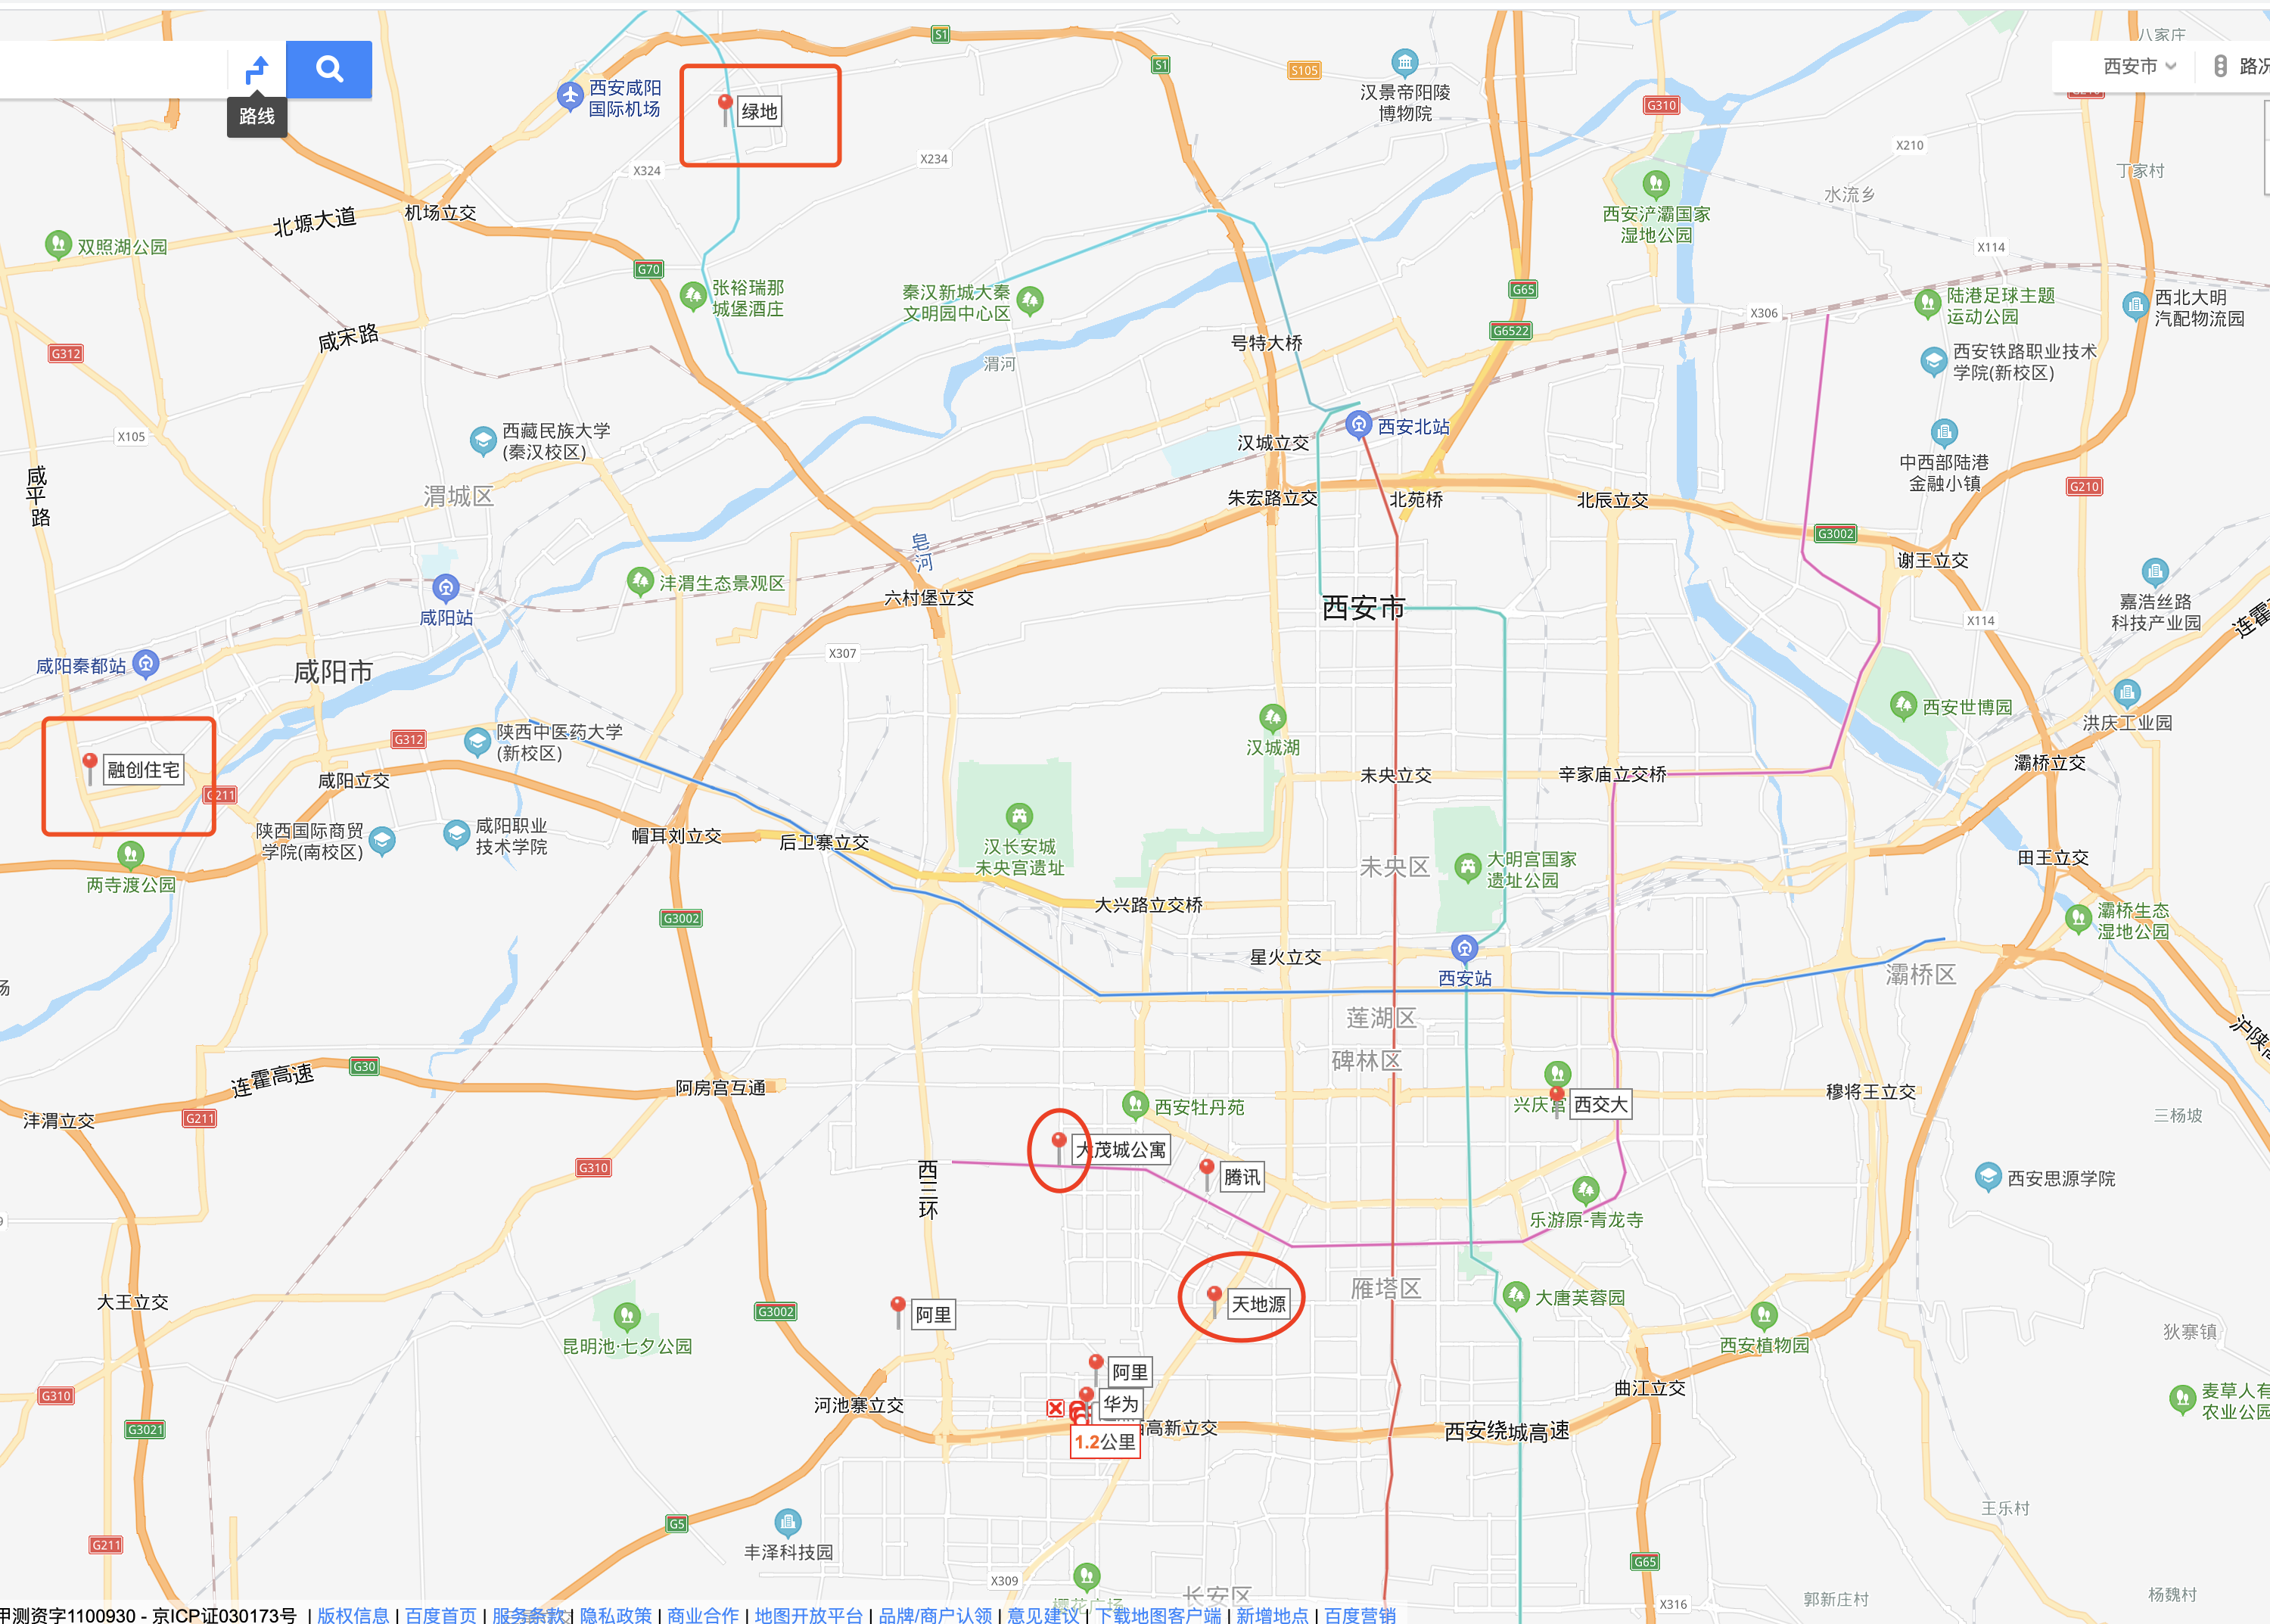 八家庄
S1
西安市
路况
S1
S105
汉景帝阳陵
博物院
G310
西安咸阳
国际机场
绿地
路线
X234
X210
X324
丁家村
水流乡
北塬大道
机场立交
西安浐灞国家
湿地公园
双照湖公园
X114
G70
张裕瑞那
城堡酒庄
秦汉新城大秦
文明园中心区
G65
陆港足球主题
运动公园
西北大明
汽配物流园
X306
G6522
咸宋路
号特大桥
G312
渭河
西安铁路职业技术
学院(新校区)
X105
西藏民族大学
(秦汉校区)
西安北站
汉城立交
中西部陆港
金融小镇
咸平路
渭城区
朱宏路立交
北苑桥
北辰立交
G210
G3002
皂河
谢王立交
沣渭生态景观区
六村堡立交
咸阳站
西安市
嘉浩丝路
科技产业园
X114
连霍
X307
咸阳秦都站
咸阳市
西安世博园
洪庆工业园
G312
陕西中医药大学
(新校区)
汉城湖
融创住宅
咸阳立交
未央立交
辛家庙立交桥
灞桥立交
G211
陕西国际商贸
学院(南校区)
咸阳职业
技术学院
帽耳刘立交
后卫寨立交
汉长安城
未央宫遗址
未央区
大明宫国家
遗址公园
田王立交
两寺渡公园
大兴路立交桥
G3002
灞桥生态
湿地公园
星火立交
西安站
灞桥区
场
莲湖区
沪陕高
碑林区
连霍高速
G30
阿房宫互通
穆将王立交
西安牡丹苑
兴庆宫
西交大
沣渭立交
G211
三杨坡
大茂城公寓
G310
西三环
腾讯
西安思源学院
乐游原-青龙寺
大王立交
G3002
阿里
天地源
雁塔区
大唐芙蓉园
昆明池·七夕公园
西安植物园
狄寨镇
阿里
G310
河池寨立交
华为
曲江立交
麦草人有
农业公园
G3021
高新立交
西安绕城高速
1.2公里
王乐村
G5
丰泽科技园
G211
G65
X309
长安区
X316
郭新庄村
杨魏村
樱花广场
甲测资字1100930 - 京ICP证030173号 | 版权信息 | 百度首页 | 服务条款 | 隐私政策 | 商业合作 | 地图开放平台 | 品牌/商户认领 | 意见建议 | 下载地图客户端 | 新增地点 | 百度营销